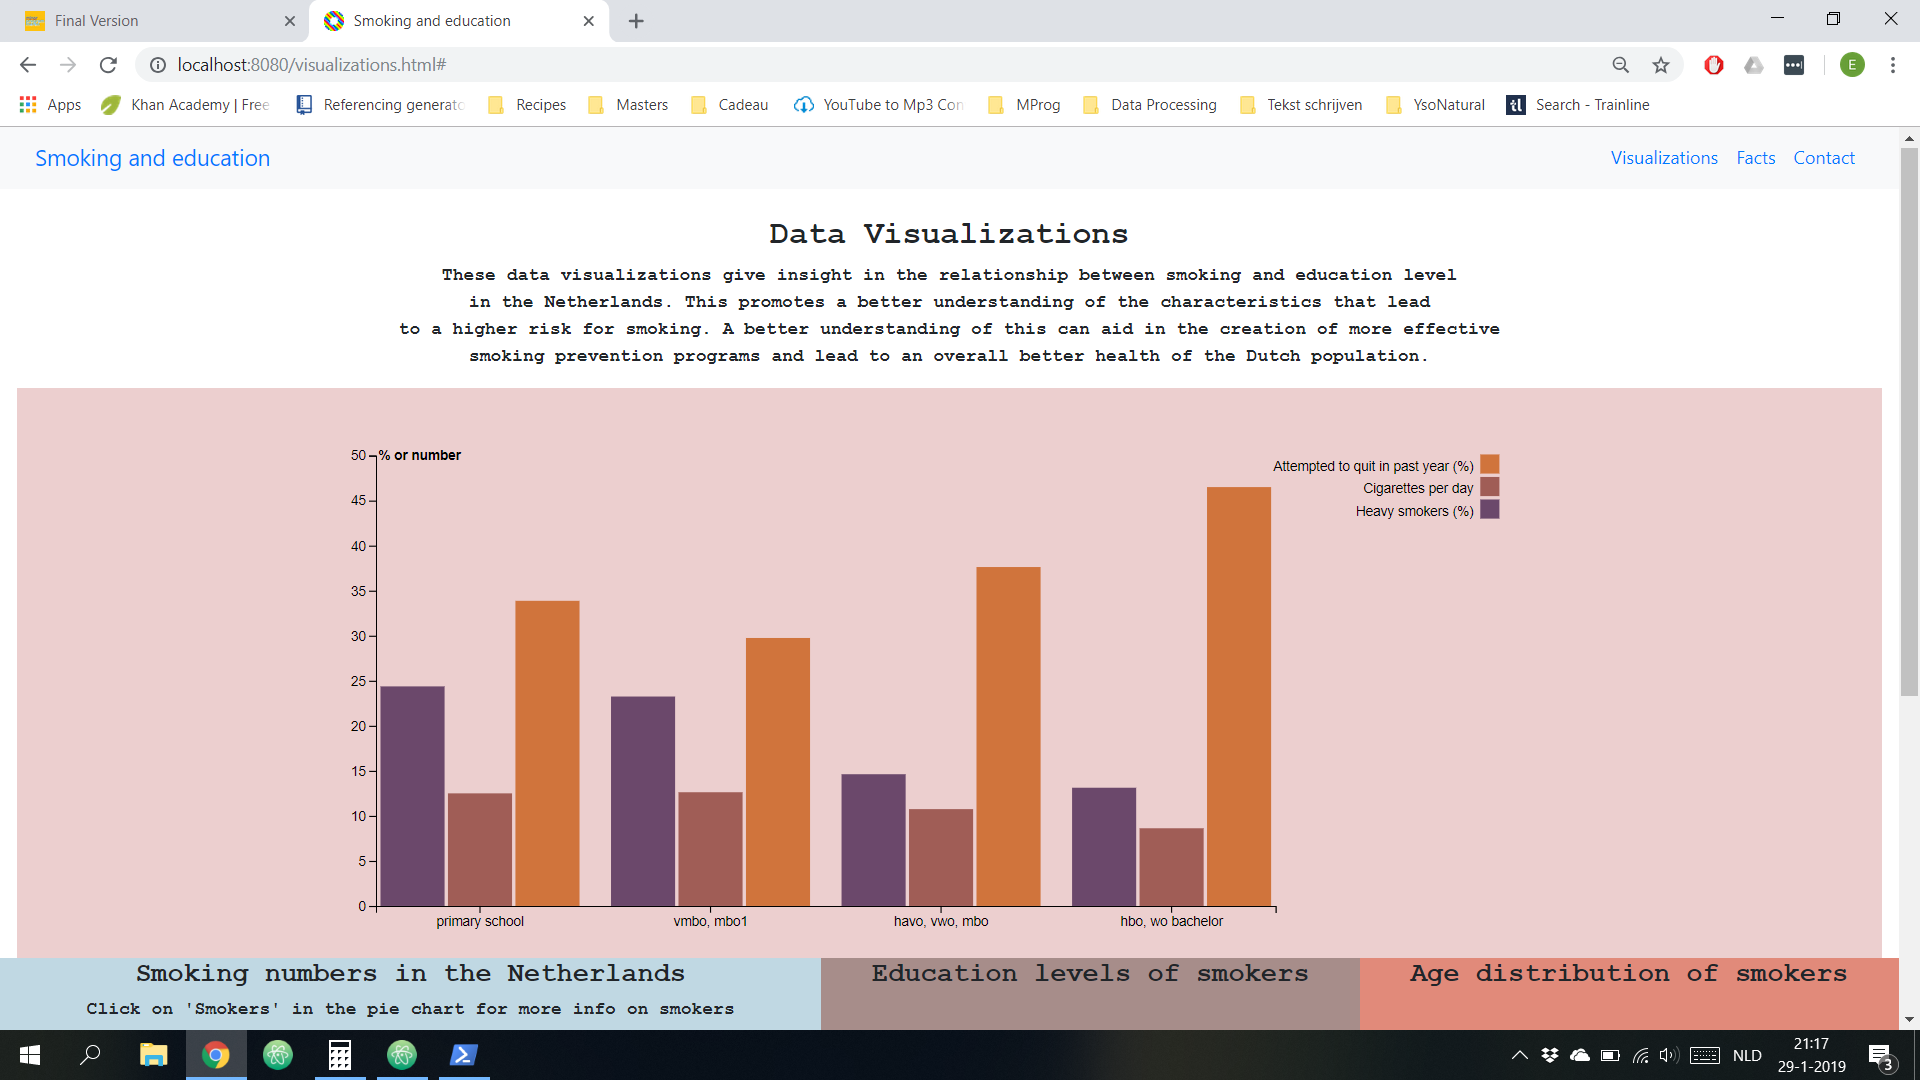 Final Version
Smoking and education
localhost:8080/visualizations.html#
E
Apps
Khan Academy | Free
Referencing generato
Recipes
Masters
Cadeau
YouTube to Mp3 Con
MProg
Data Processing
Tekst schrijven
YsoNatural
tl
Search - Trainline
Smoking and education
Visualizations
Facts
Contact
Data Visualizations
These data visualizations give insight in the relationship between smoking and education level
in the Netherlands. This promotes a better understanding of the characteristics that lead
to a higher risk for smoking. A better understanding of this can aid in the creation of more effective
smoking prevention programs and lead to an overall better health of the Dutch population.
% or number
50
45
40
35
30
25
20
15
10
5
0
Attempted to quit in past year (%)
Cigarettes per day
Heavy smokers (%)
primary school
vmbo, mbo1
havo, vwo, mbo
hbo, wo bachelor
Smoking numbers in the Netherlands
Click on 'Smokers' in the pie chart for more info on smokers
Education levels of smokers
Age distribution of smokers
NLD
21:17
29-1-2019
3